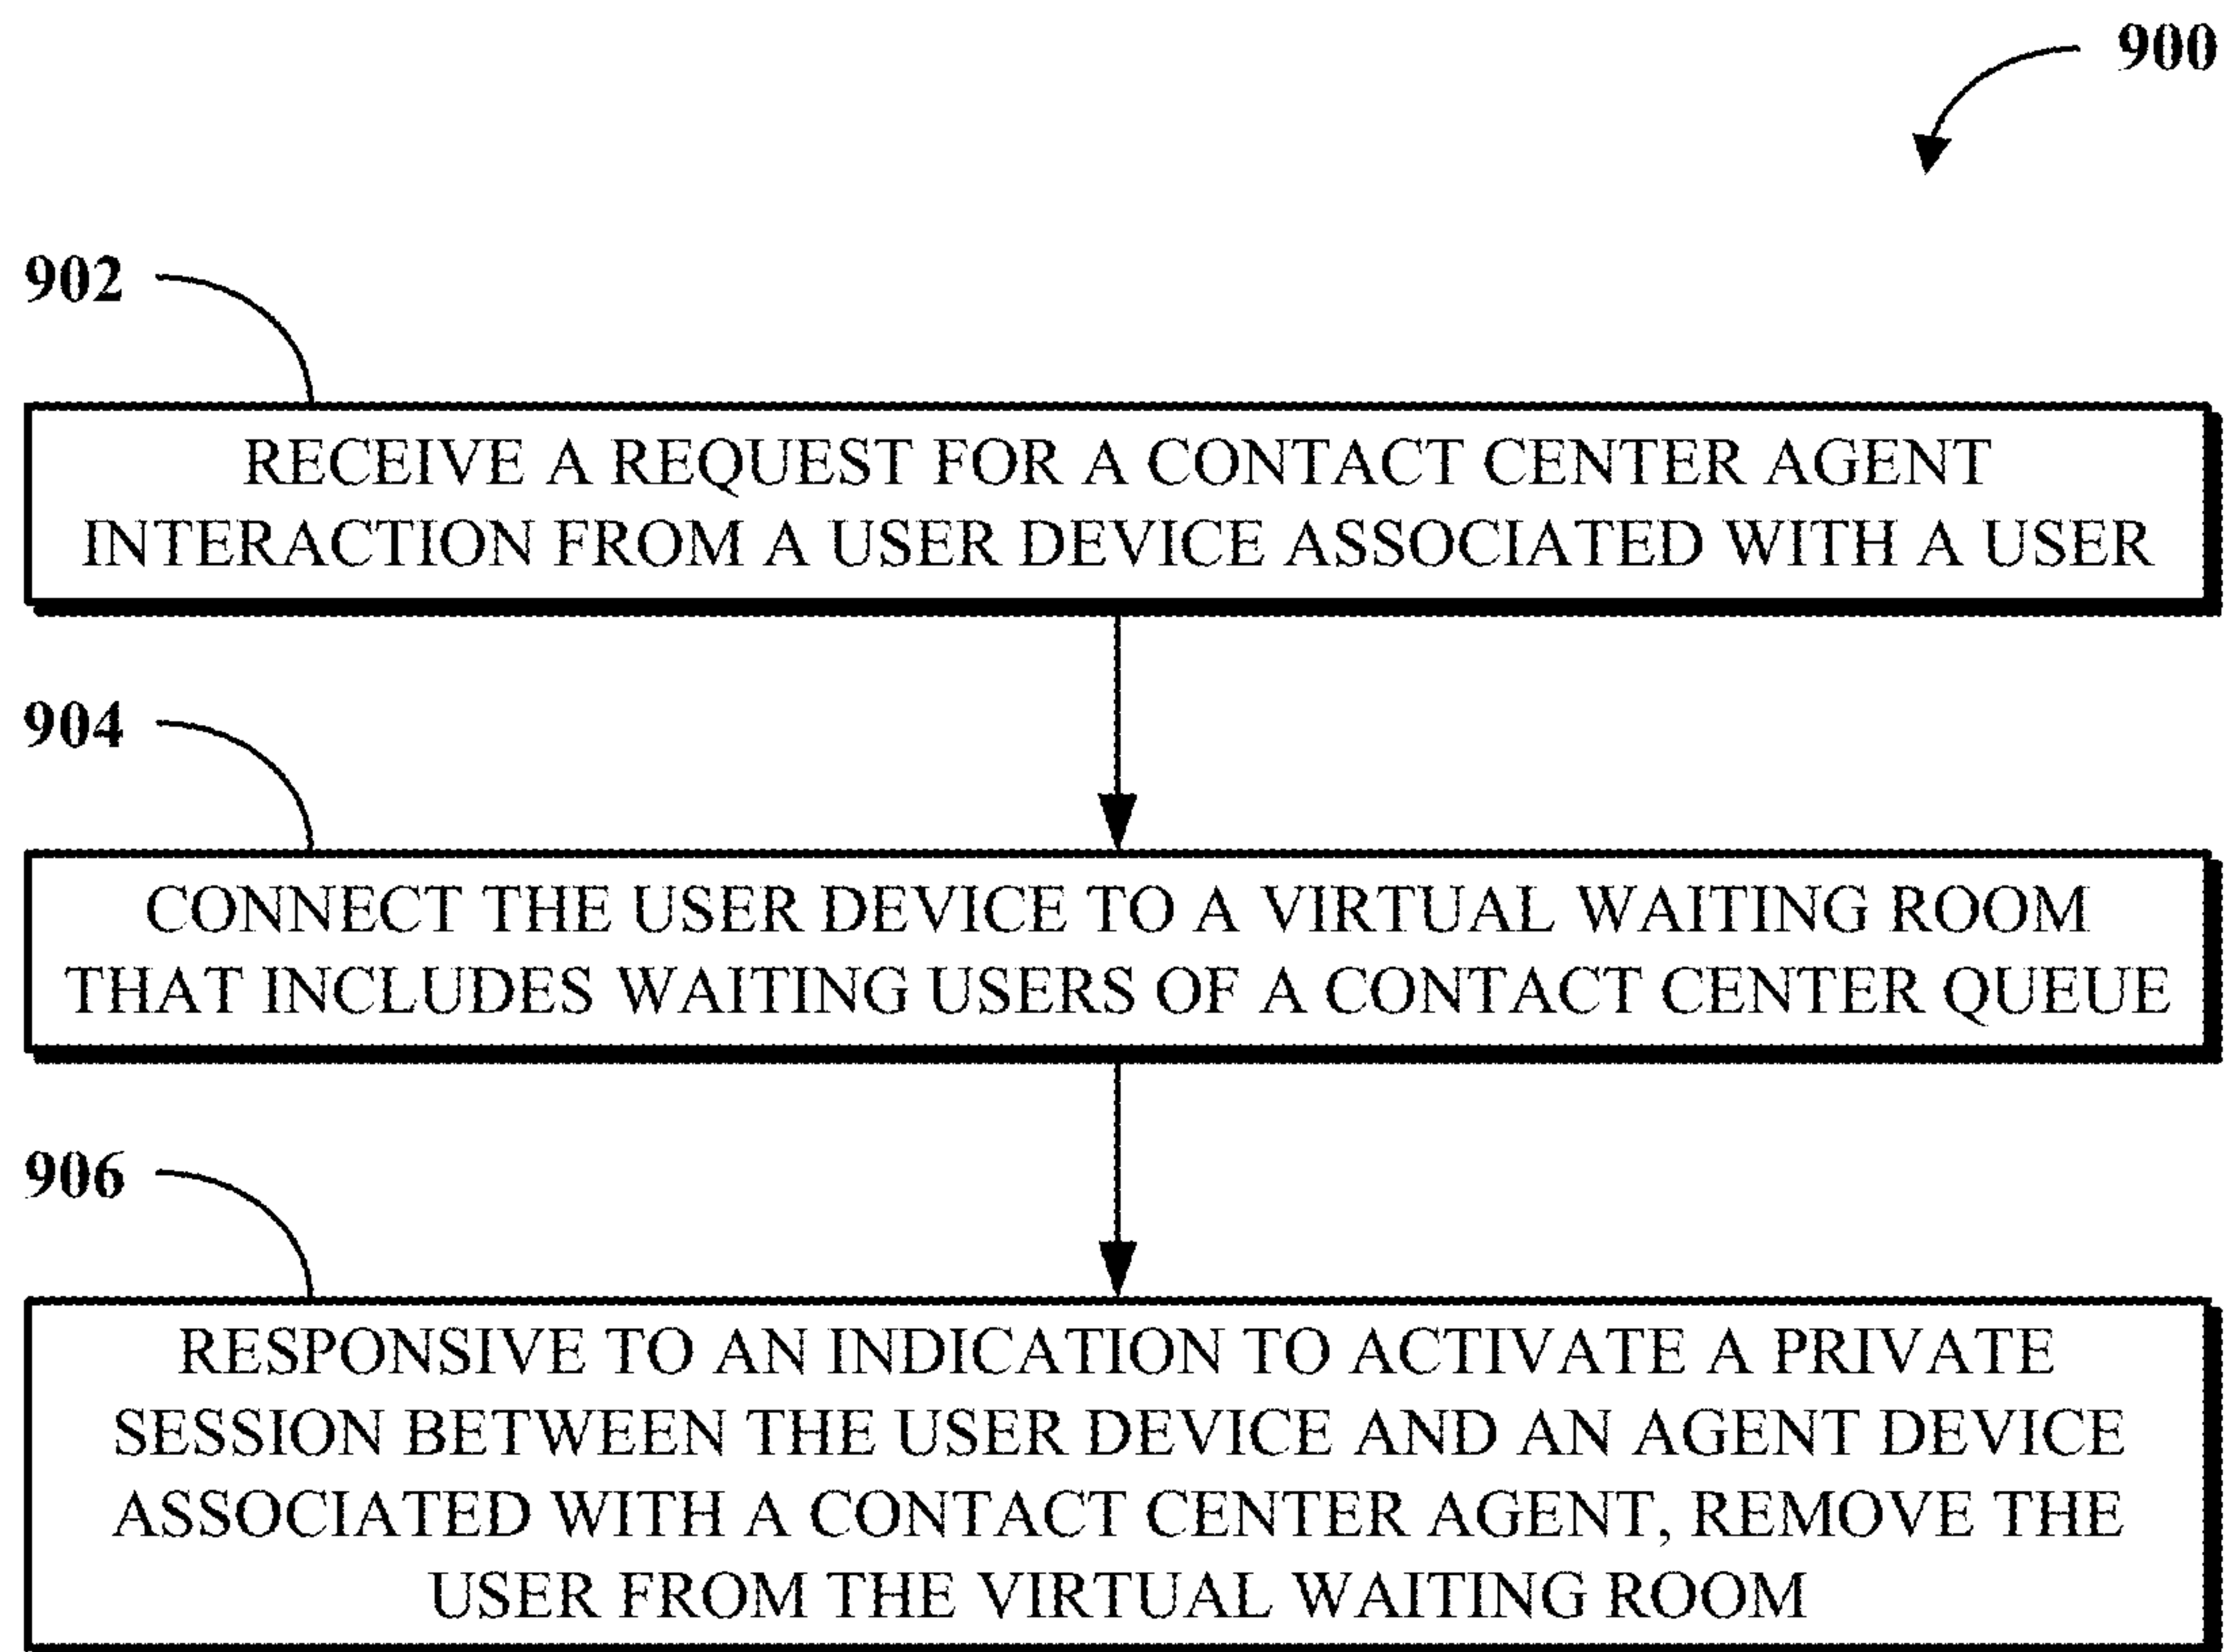 900
902
RECEIVE A REQUEST FOR A CONTACT CENTER AGENT
INTERACTION FROM A USER DEVICE ASSOCIATED WITH A USER
904
CONNECT THE USER DEVICE TO A VIRTUAL WAITING ROOM
THAT INCLUDES WAITING USERS OF A CONTACT CENTER QUEUE
906
RESPONSIVE TO AN INDICATION TO ACTIVATE A PRIVATE
SESSION BETWEEN THE USER DEVICE AND AN AGENT DEVICE
ASSOCIATED WITH A CONTACT CENTER AGENT, REMOVE THE
USER FROM THE VIRTUAL WAITING ROOM